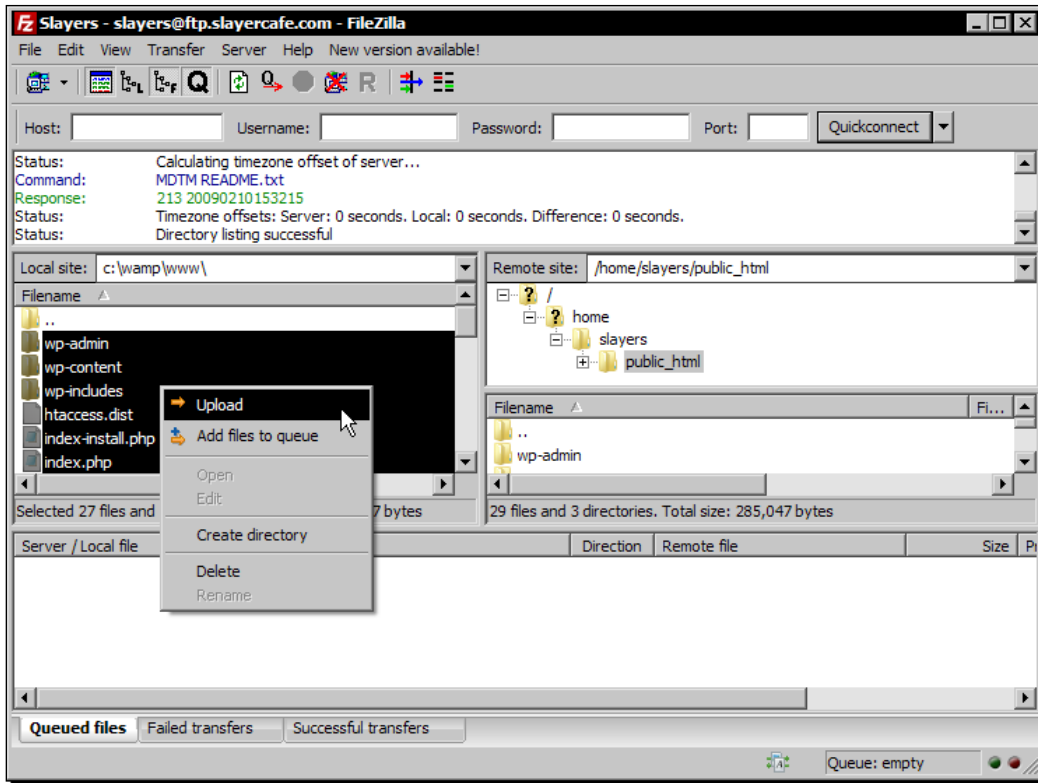 Slayers - slayers@ftp.slayercafe.com - FileZilla
File Edit View Transfer Server Help New version available!
Host: Username: Password: Port: Quickconnect
Status: Calculating timezone offset of server...
Command: MDTM README.txt
Response: 213 20090210153215
Status: Timezone offsets: Server: 0 seconds. Local: 0 seconds. Difference: 0 seconds.
Status: Directory listing successful
Local site: c:\wamp\www\
Filename
..
wp-admin
wp-content
wp-includes
htaccess.dist
index-install.php
index.php
Selected 27 files and 7 bytes
Upload
Add files to queue
Open
Edit
Create directory
Delete
Rename
Remote site: /home/slayers/public_html
/
home
slayers
public_html
Filename Fi...
..
wp-admin
29 files and 3 directories. Total size: 285,047 bytes
Server / Local file Direction Remote file Size
Queued files Failed transfers Successful transfers
Queue: empty